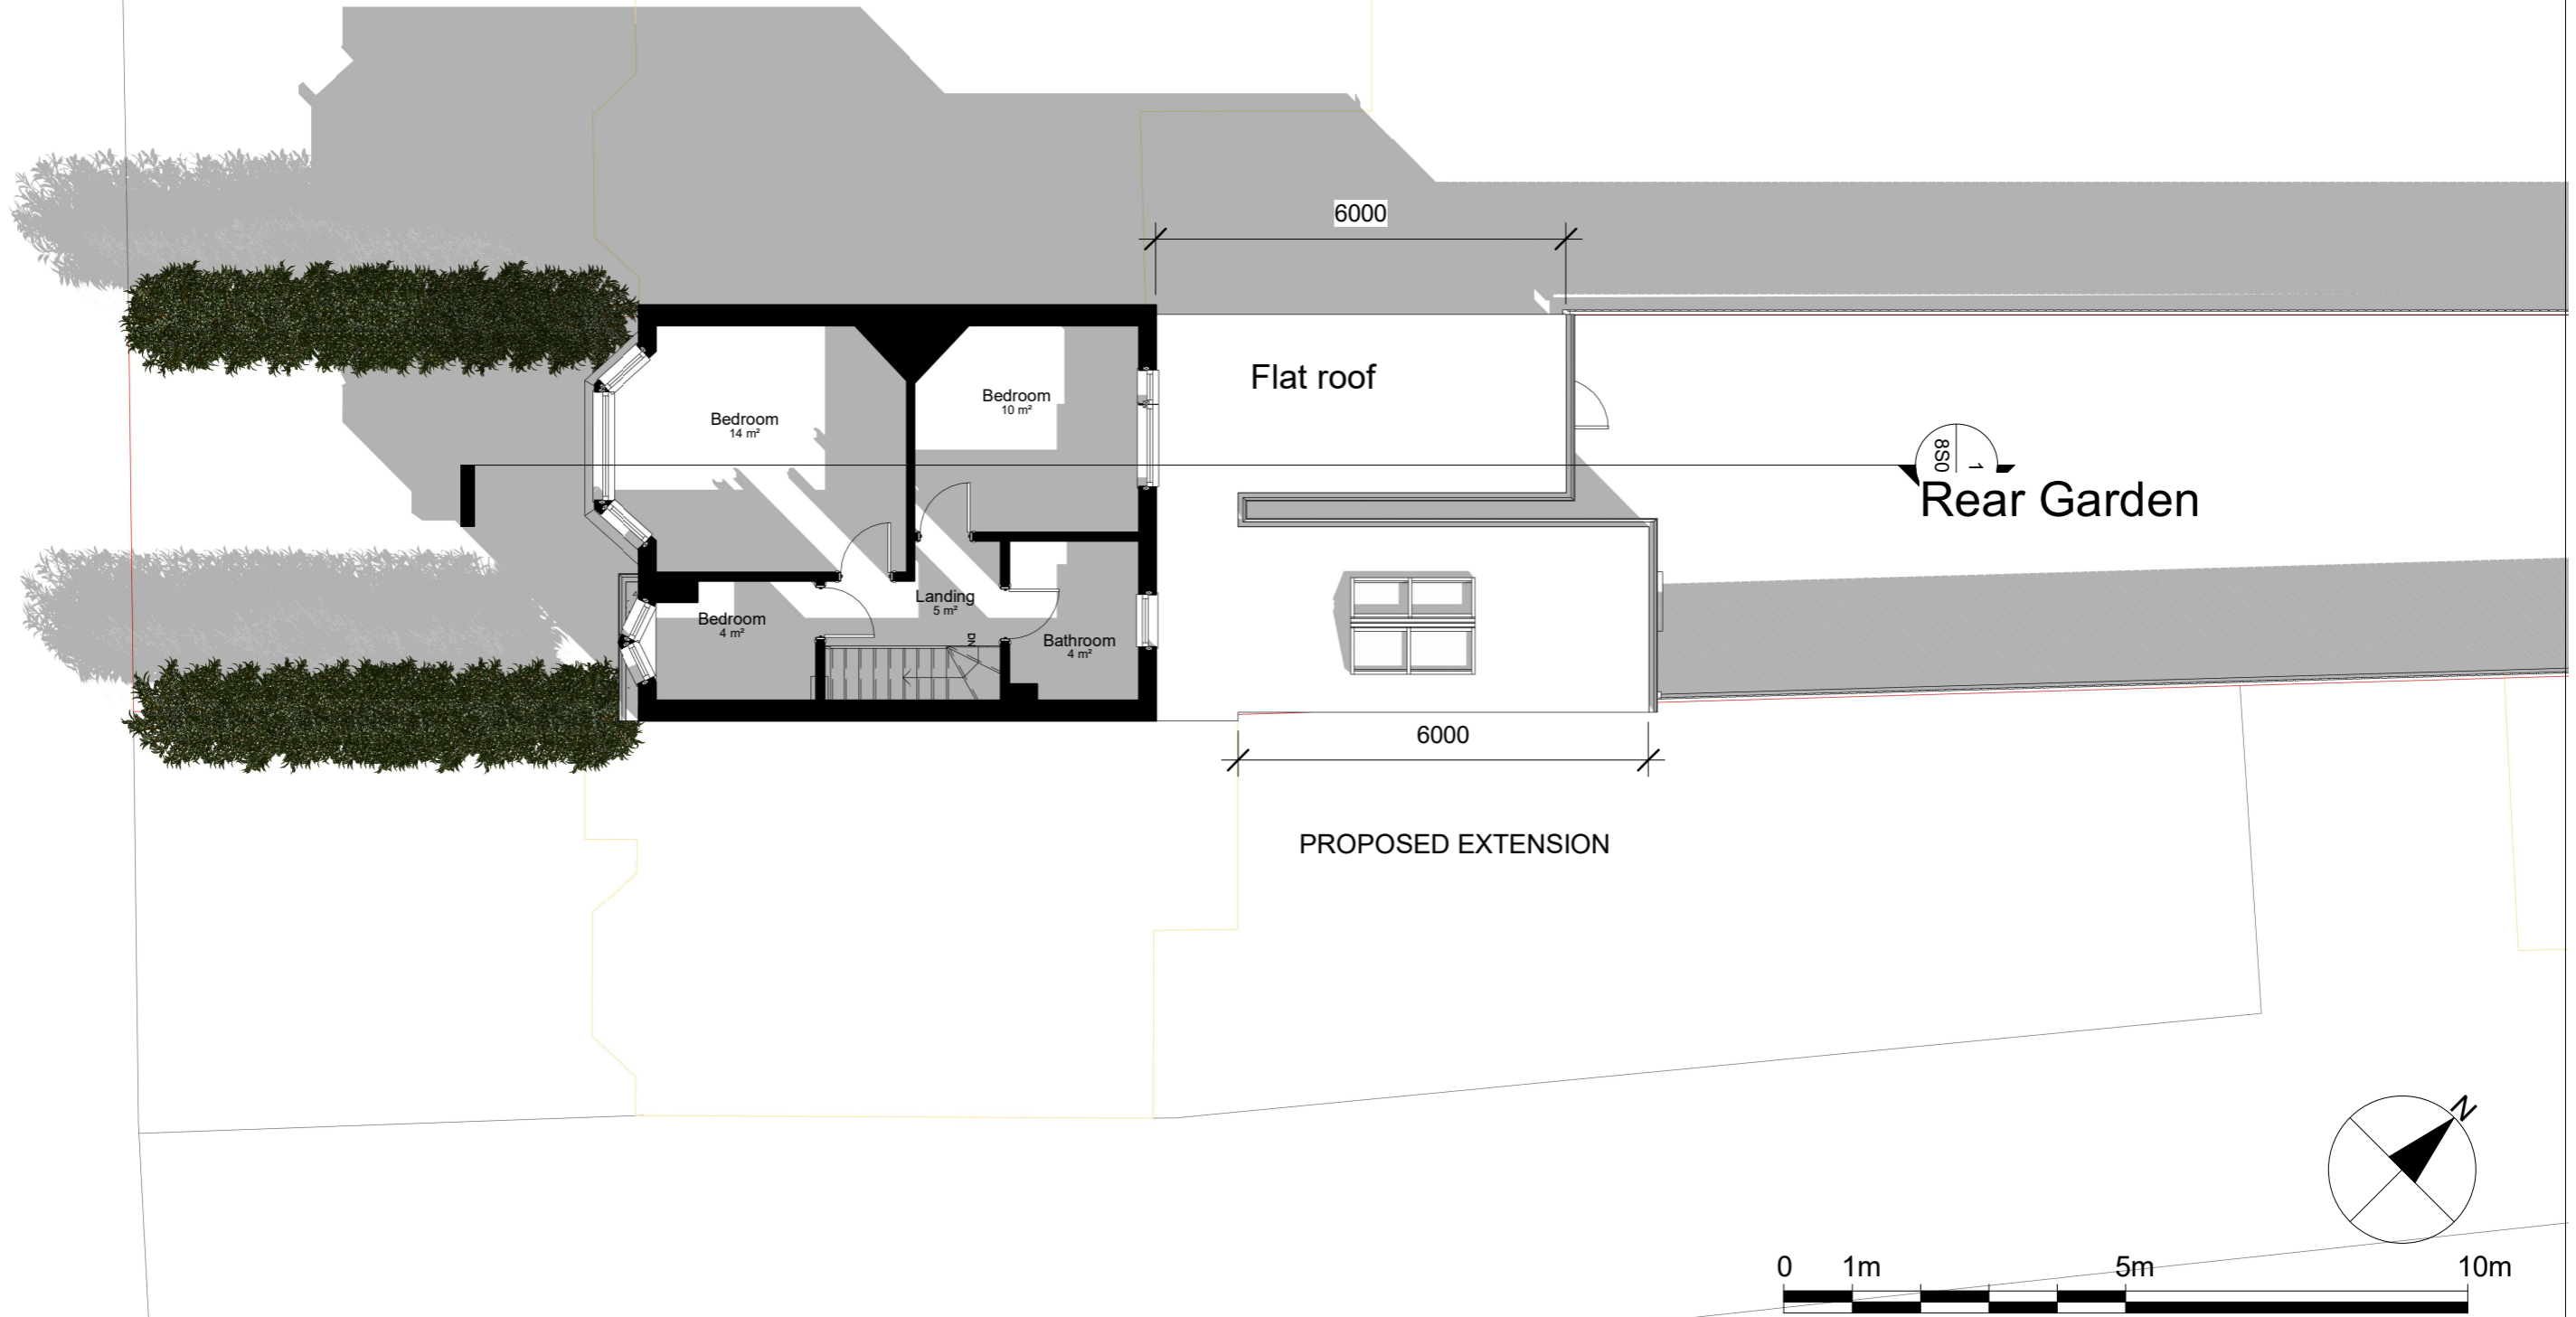 6000
Flat roof
Bedroom
10 m²
Bedroom
14 m²
1
8S0
Rear Garden
Landing
5 m²
Bedroom
4 m²
DN
Bathroom
4 m²
6000
PROPOSED EXTENSION
N
0 1m 5m 10m